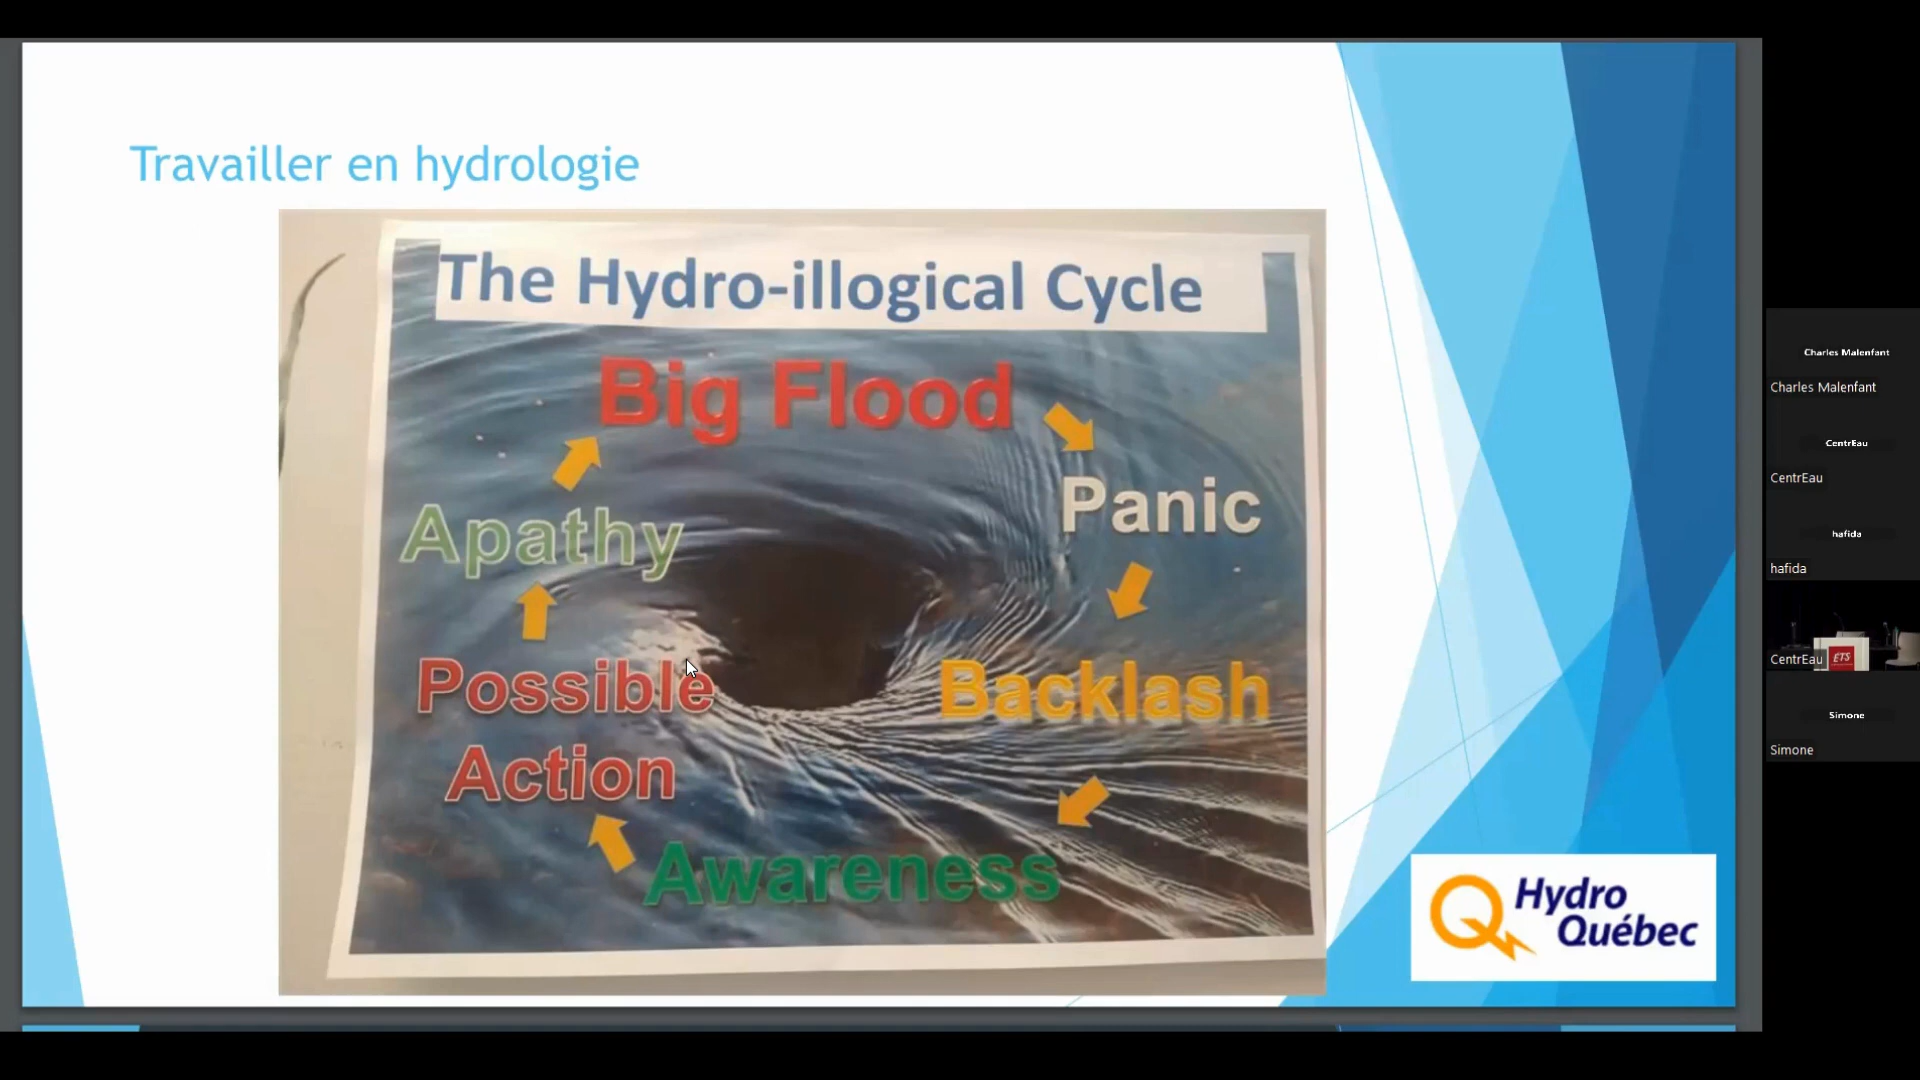 Travailler en hydrologie
The Hydro-illogical Cycle
Big Flood
Panic
Apathy
Possible
Action
Backlash
Awareness
Hydro
Québec
Charles Malenfant
Charles Malenfant
CentrEau
CentrEau
hafida
hafida
CentrEau
ÉTS
Simone
Simone